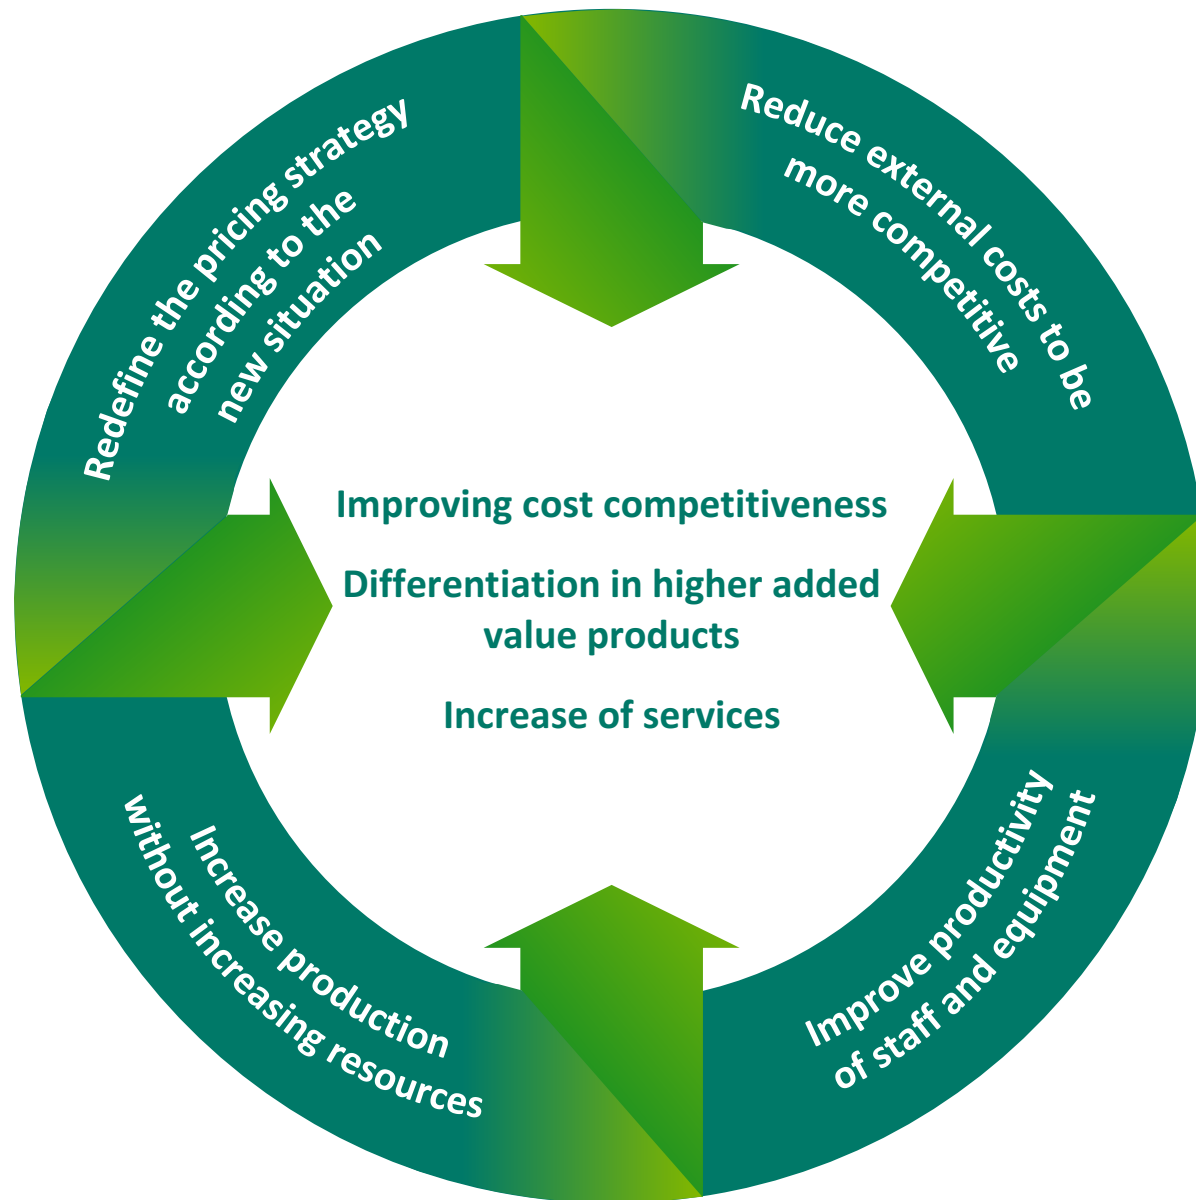 Redefine the pricing strategy
according to the
new situation
Reduce external costs to be
more competitive
Improving cost competitiveness
Differentiation in higher added
value products
Increase of services
Increase production
without increasing resources
Improve productivity
of staff and equipment